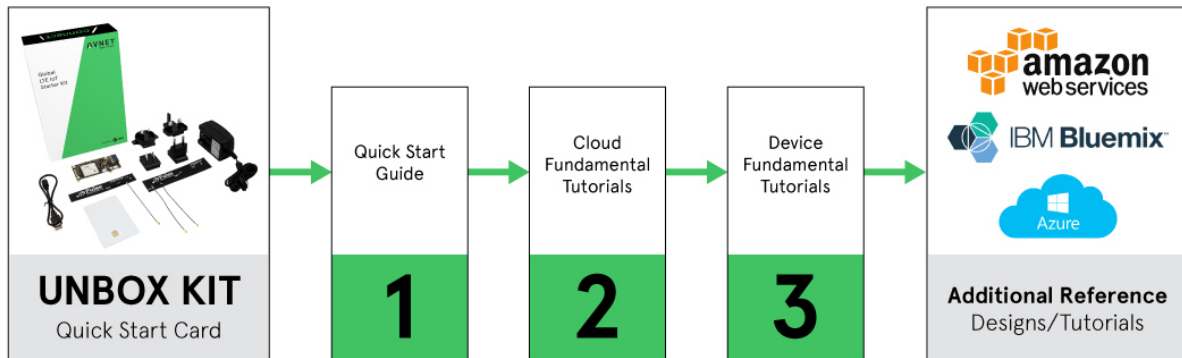 AVNET
Global
LTE IoT
Starter Kit
UNBOX KIT
Quick Start Card
Quick Start
Guide
1
Cloud
Fundamental
Tutorials
2
Device
Fundamental
Tutorials
3
amazon
web services
IBM Bluemix™
Azure
Additional Reference
Designs/Tutorials